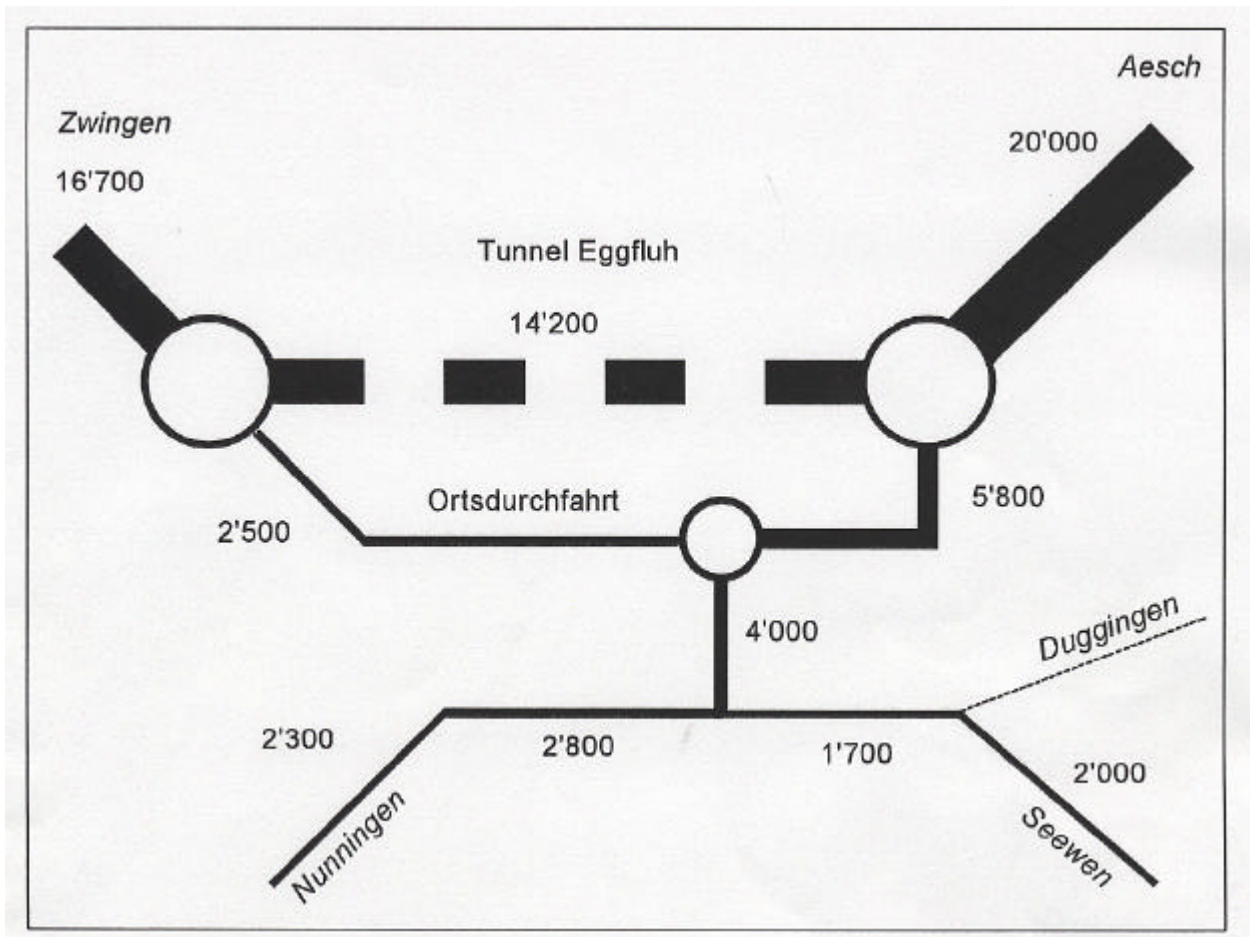 Aesch
Zwingen
20'000
16'700
Tunnel Eggfluh
14'200
Ortsdurchfahrt
5'800
2'500
4'000
Duggingen
2'300
2'800
1'700
2'000
Nunningen
Seewen